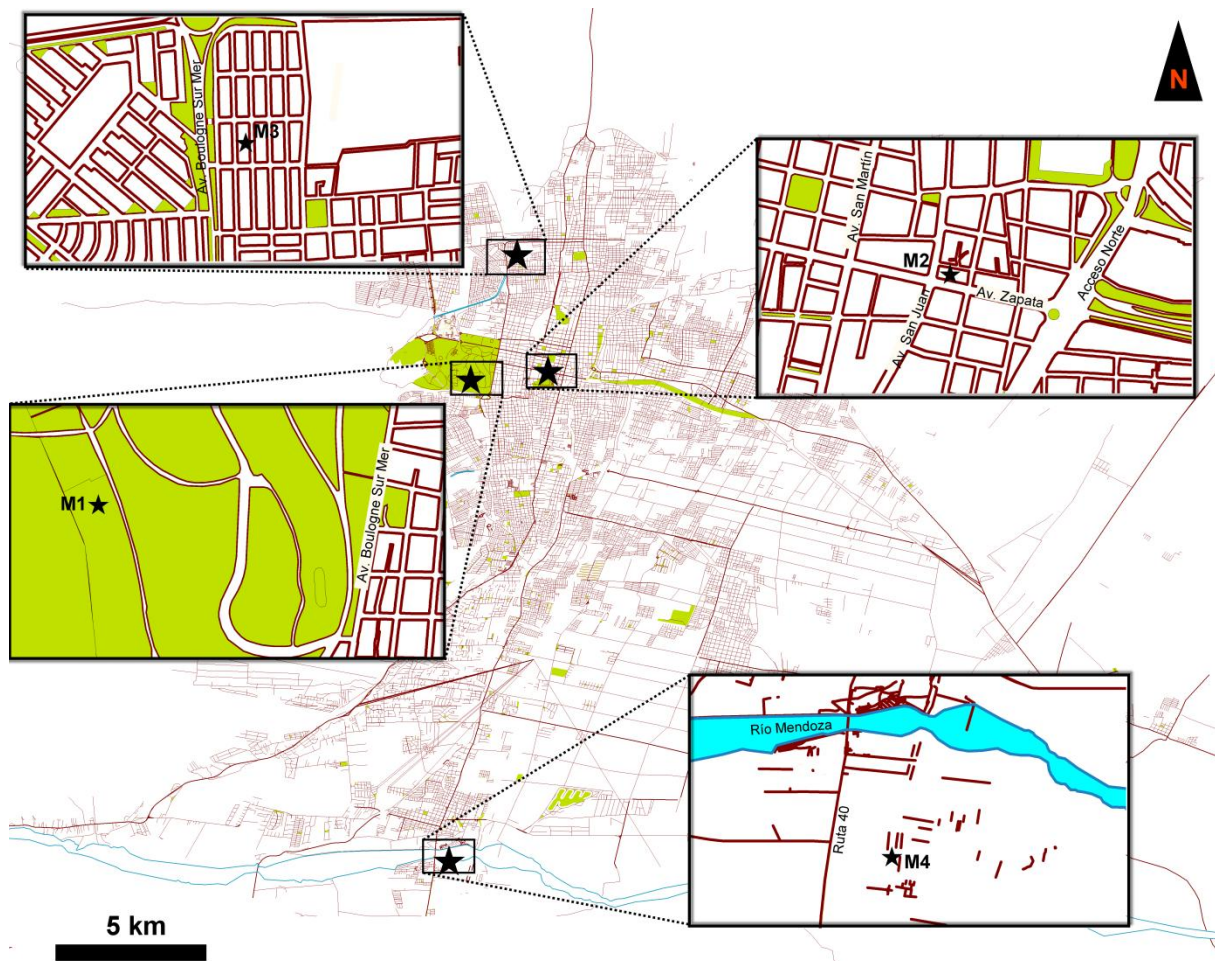 N
Av. Boulogne Sur Mer
M3
Av. San Martín
M2
Av. Zapata
Av. San Juan
Acceso Norte
M1
Av. Boulogne Sur Mer
Río Mendoza
Ruta 40
M4
5 km